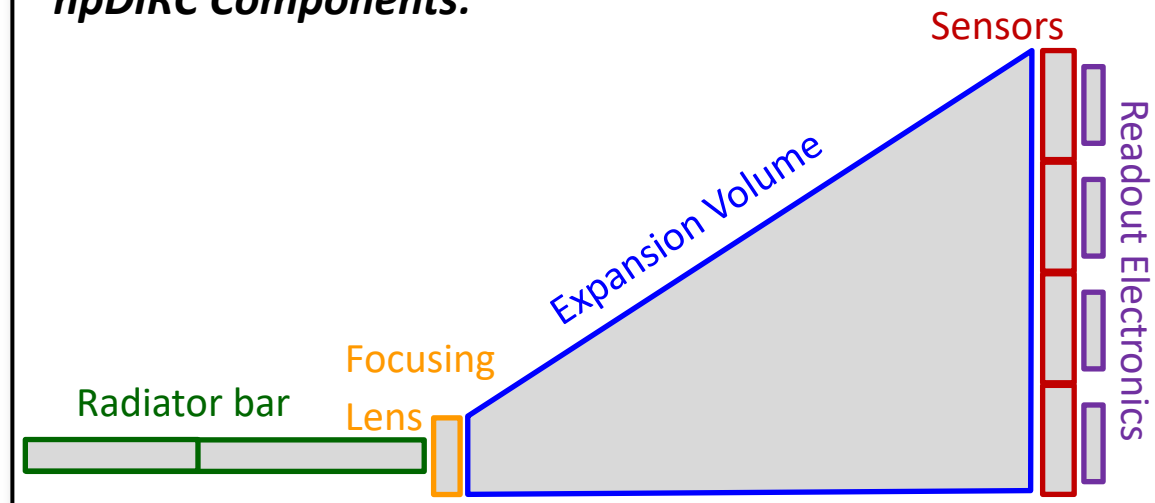 hpDIRC Components:
Sensors
Readout Electronics
Expansion Volume
Focusing
Lens
Radiator bar